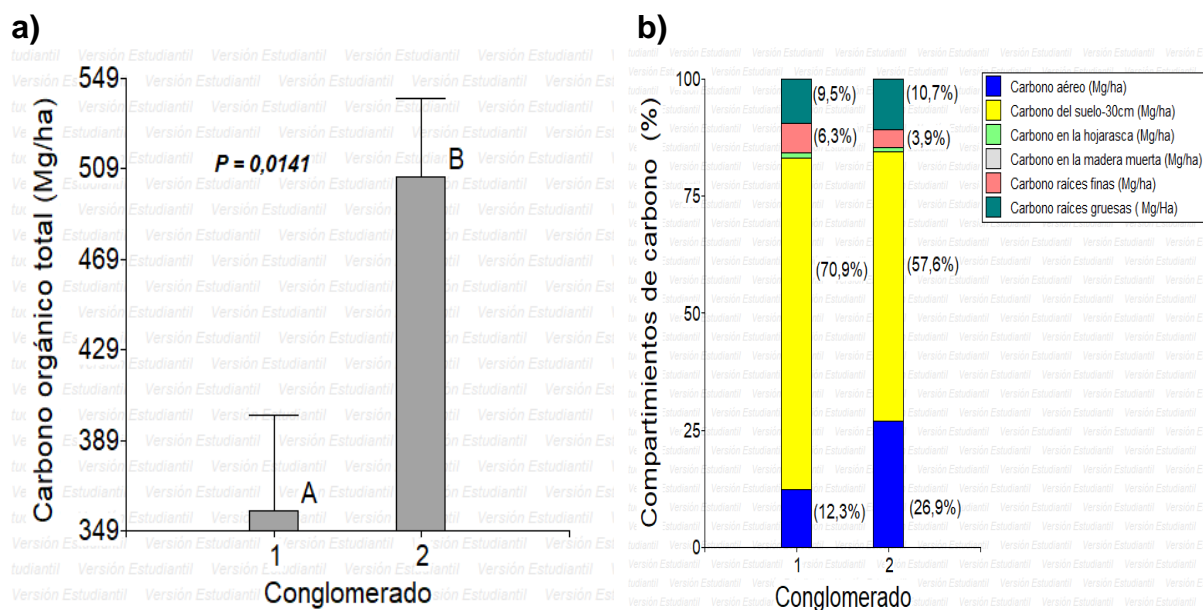 a)
Carbono orgánico total (Mg/ha)
549
509
469
429
389
349
P = 0,0141
A
B
1
2
Conglomerado
b)
Compartimientos de carbono (%)
100
75
50
25
0
(9,5%)
(10,7%)
(6,3%)
(3,9%)
(70,9%)
(57,6%)
(12,3%)
(26,9%)
1
2
Conglomerado
Carbono aéreo (Mg/ha)
Carbono del suelo-30cm (Mg/ha)
Carbono en la hojarasca (Mg/ha)
Carbono en la madera muerta (Mg/ha)
Carbono raíces finas (Mg/ha)
Carbono raíces gruesas ( Mg/Ha)
Versión Estudiantil